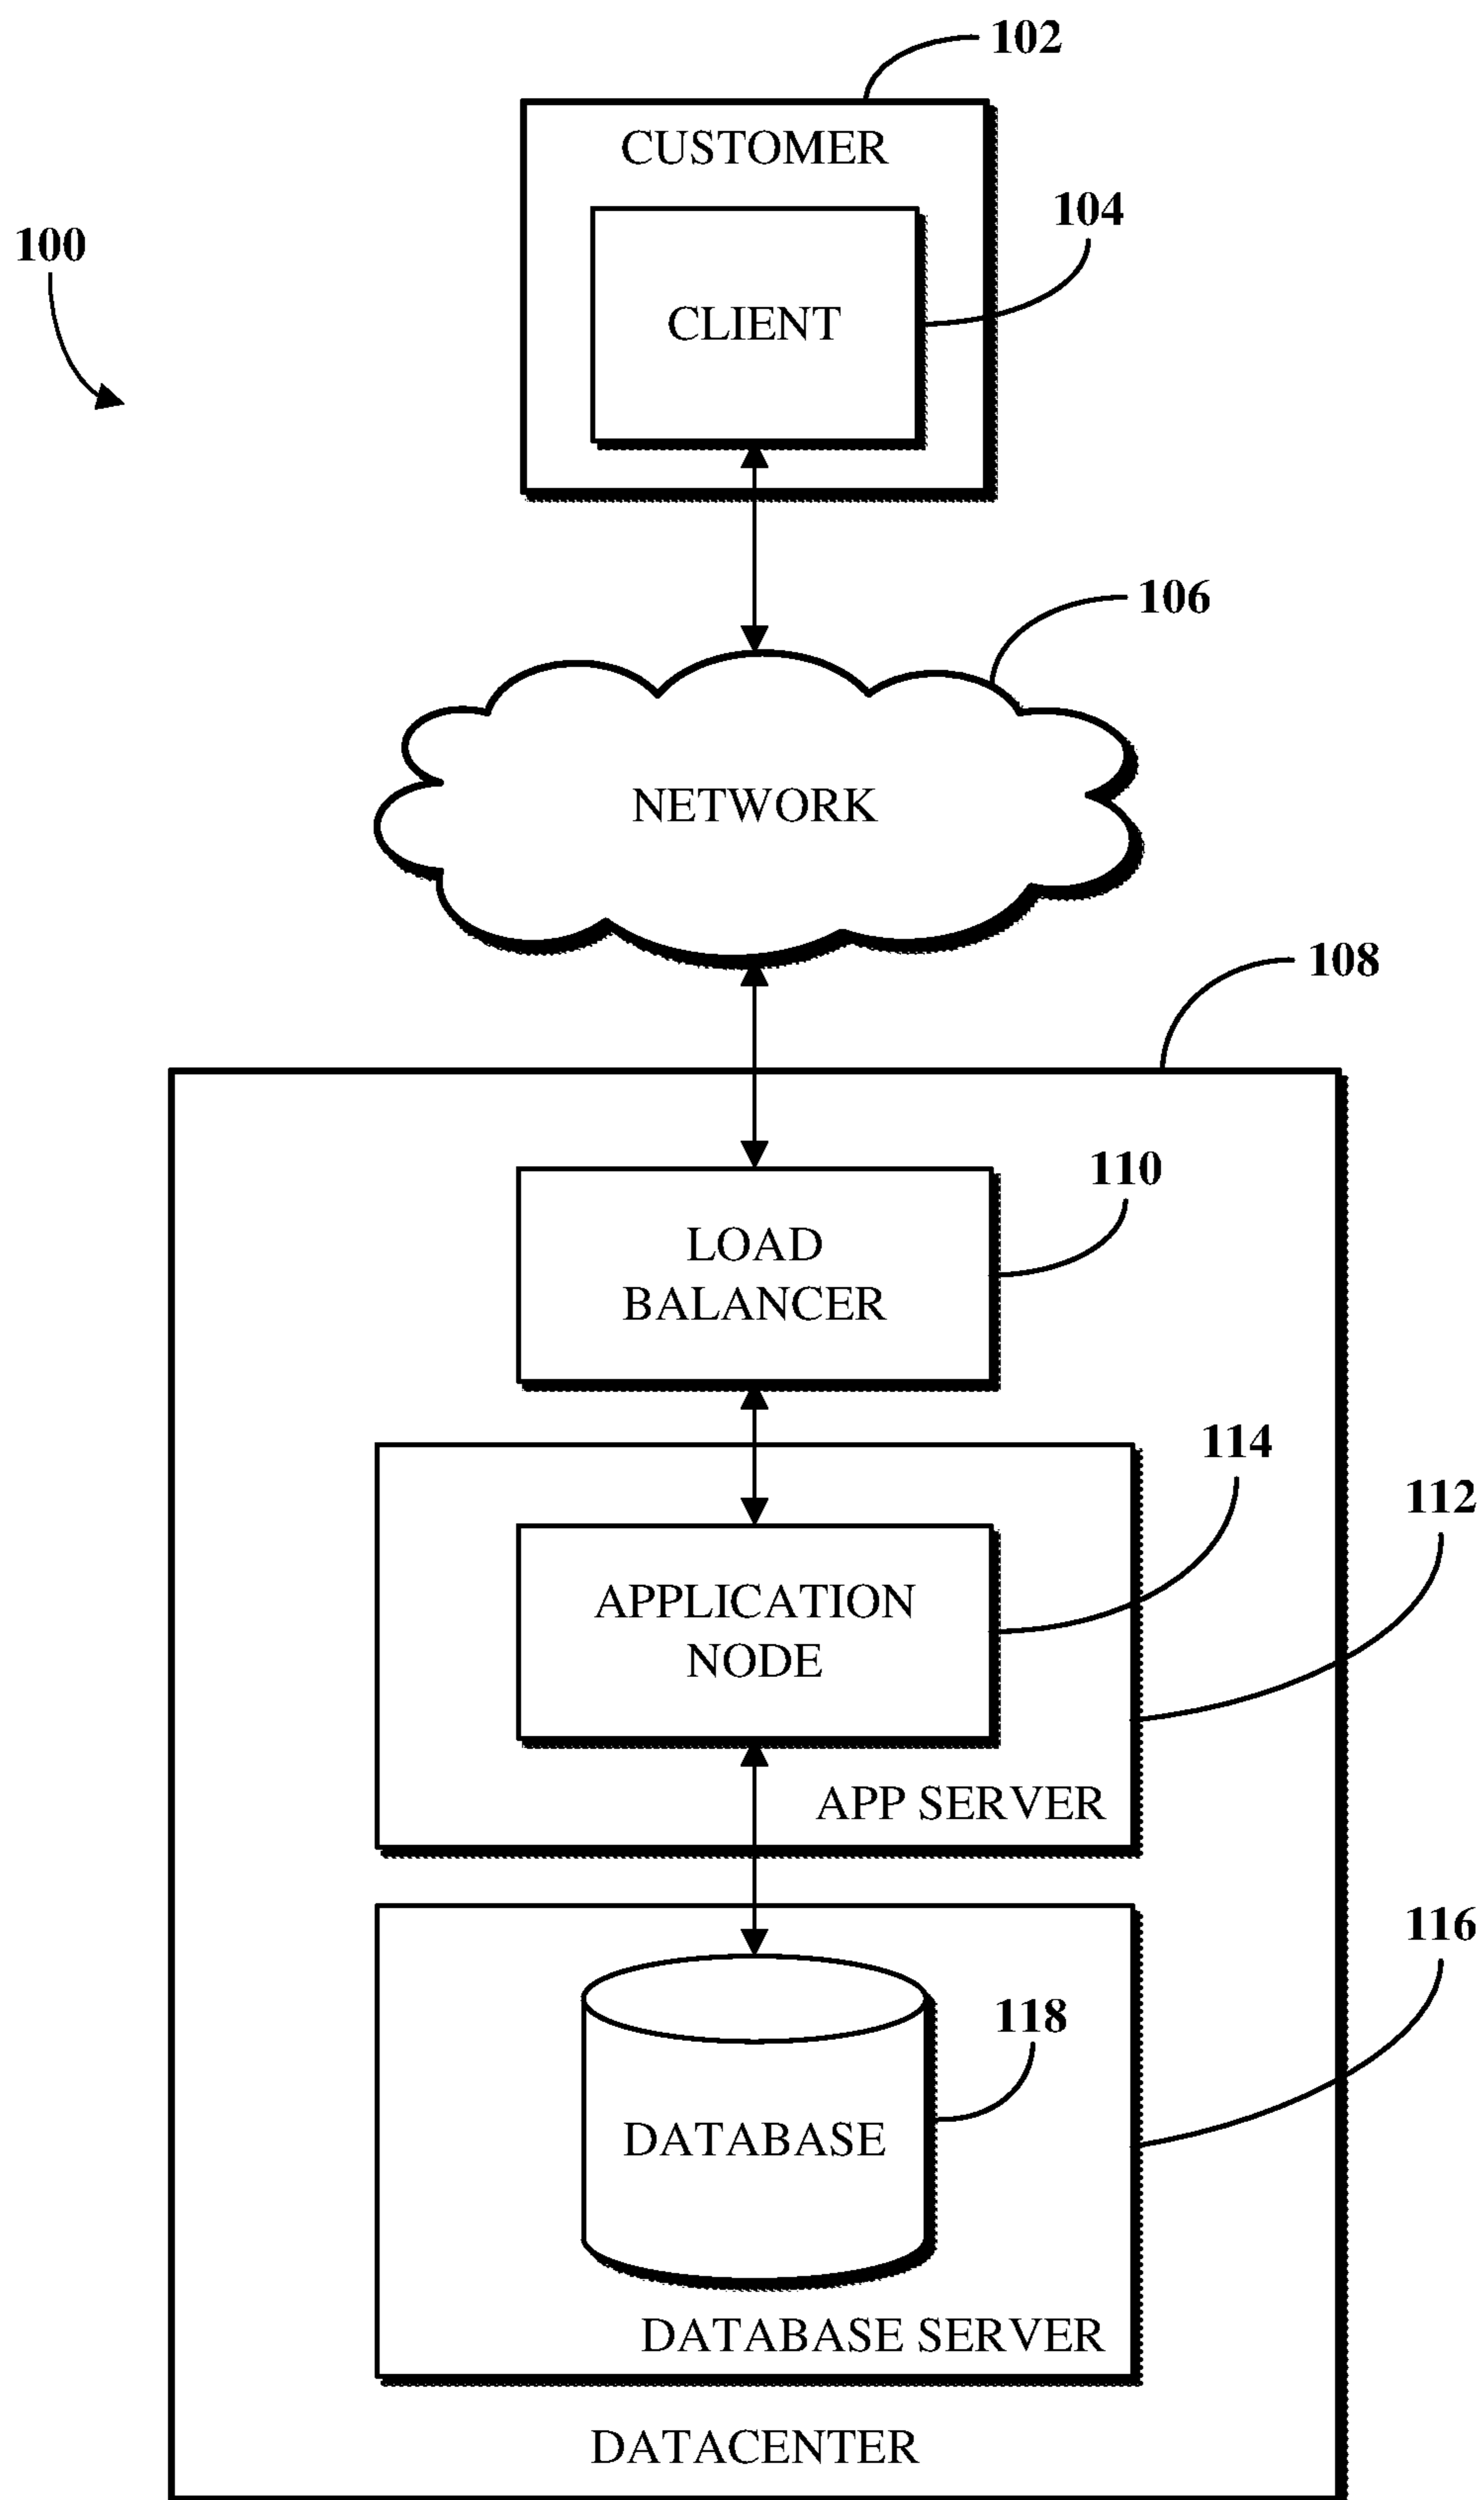 102
CUSTOMER
104
100
CLIENT
106
NETWORK
108
110
LOAD
BALANCER
114
112
APPLICATION
NODE
APP SERVER
116
118
DATABASE
DATABASE SERVER
DATACENTER